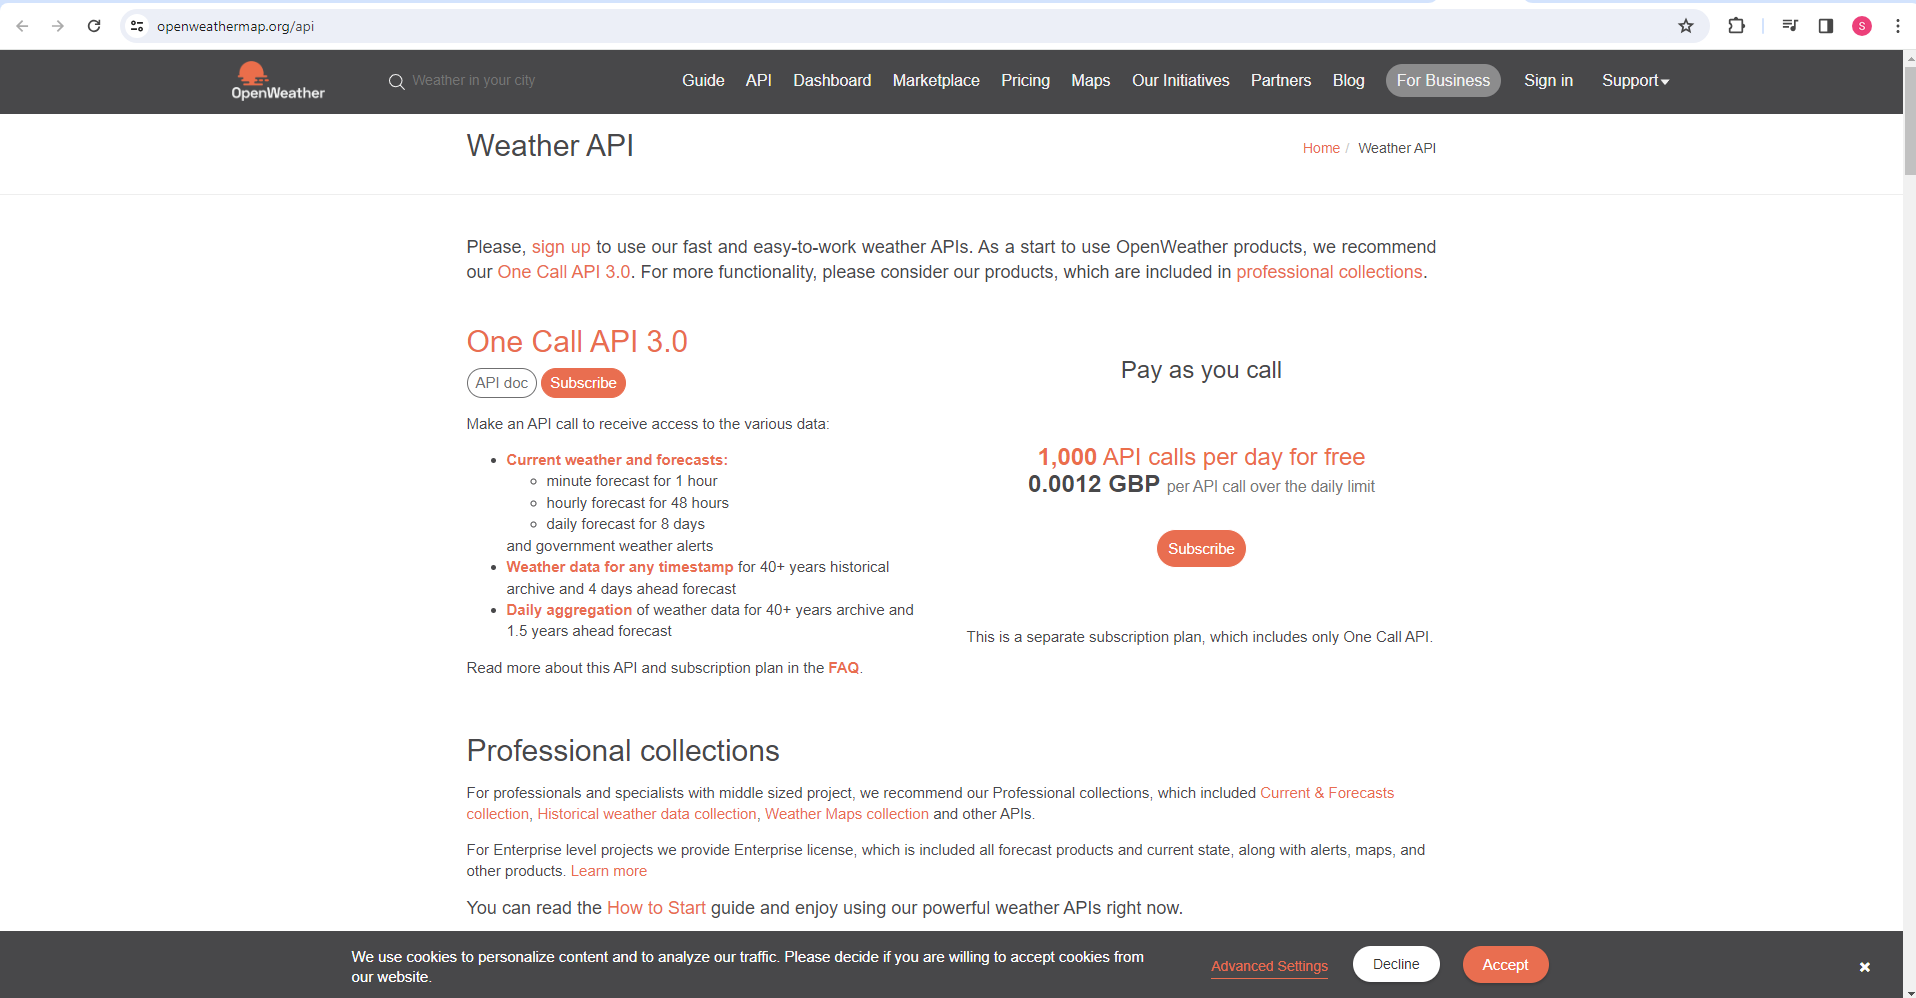 openweathermap.org/api
S
OpenWeather
Weather in your city
Guide API Dashboard Marketplace Pricing Maps Our Initiatives Partners Blog For Business Sign in Support
Weather API
Home / Weather API
Please, sign up to use our fast and easy-to-work weather APIs. As a start to use OpenWeather products, we recommend
our One Call API 3.0. For more functionality, please consider our products, which are included in professional collections.
One Call API 3.0
API doc Subscribe
Make an API call to receive access to the various data:
Current weather and forecasts:
minute forecast for 1 hour
hourly forecast for 48 hours
daily forecast for 8 days
and government weather alerts
Weather data for any timestamp for 40+ years historical
archive and 4 days ahead forecast
Daily aggregation of weather data for 40+ years archive and
1.5 years ahead forecast
Read more about this API and subscription plan in the FAQ.
Pay as you call
1,000 API calls per day for free
0.0012 GBP per API call over the daily limit
Subscribe
This is a separate subscription plan, which includes only One Call API.
Professional collections
For professionals and specialists with middle sized project, we recommend our Professional collections, which included Current & Forecasts
collection, Historical weather data collection, Weather Maps collection and other APIs.
For Enterprise level projects we provide Enterprise license, which is included all forecast products and current state, along with alerts, maps, and
other products. Learn more
You can read the How to Start guide and enjoy using our powerful weather APIs right now.
We use cookies to personalize content and to analyze our traffic. Please decide if you are willing to accept cookies from
our website.
Advanced Settings Decline Accept